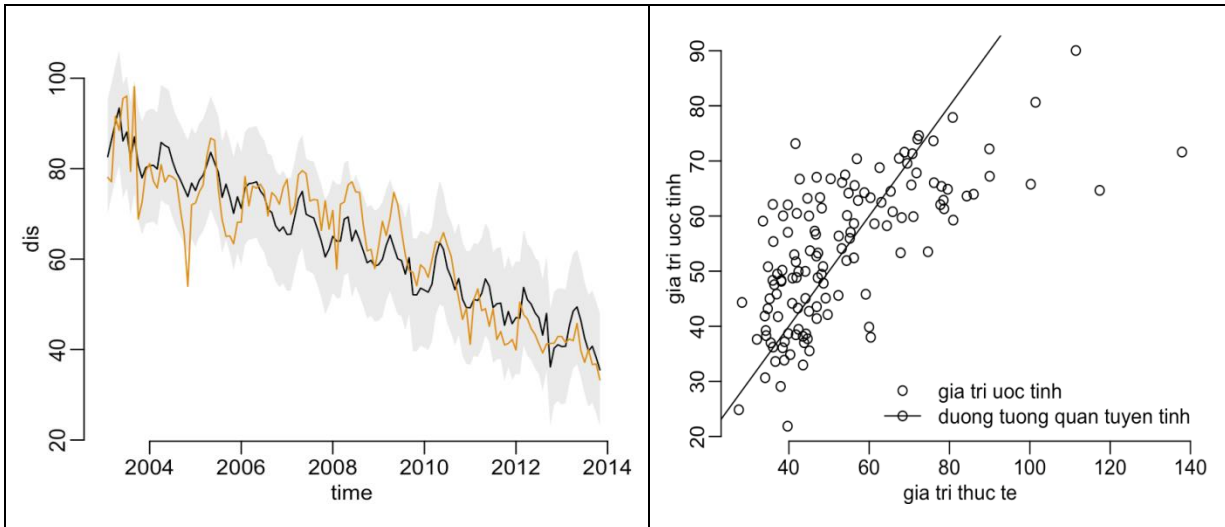 dis
100
80
60
40
20
2004 2006 2008 2010 2012 2014
time
gia tri uoc tinh
90
80
70
60
50
40
30
20
gia tri uoc tinh
duong tuong quan tuyen tinh
40 60 80 100 120 140
gia tri thuc te